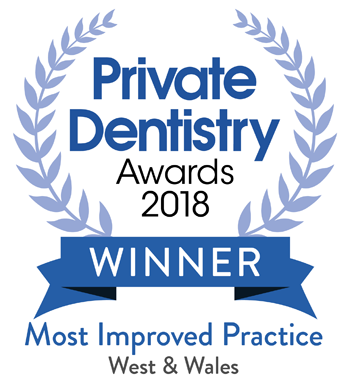 Private
Dentistry
Awards
2018
WINNER
Most Improved Practice
West & Wales